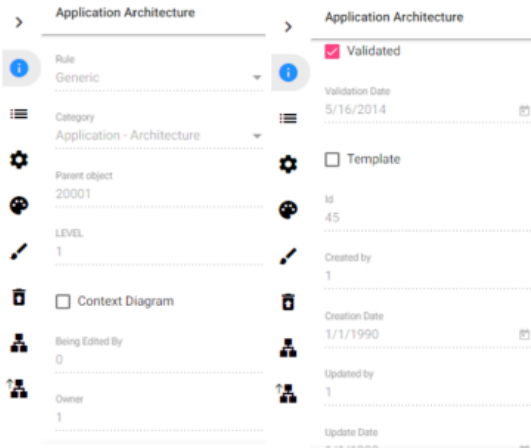 Application Architecture
Rule
Generic
Category
Application - Architecture
Parent object
20001
LEVEL
1
Context Diagram
Being Edited By
0
Owner
1
Application Architecture
Validated
Validation Date
5/16/2014
Template
Id
45
Created by
1
Creation Date
1/1/1990
Updated by
1
Update Date